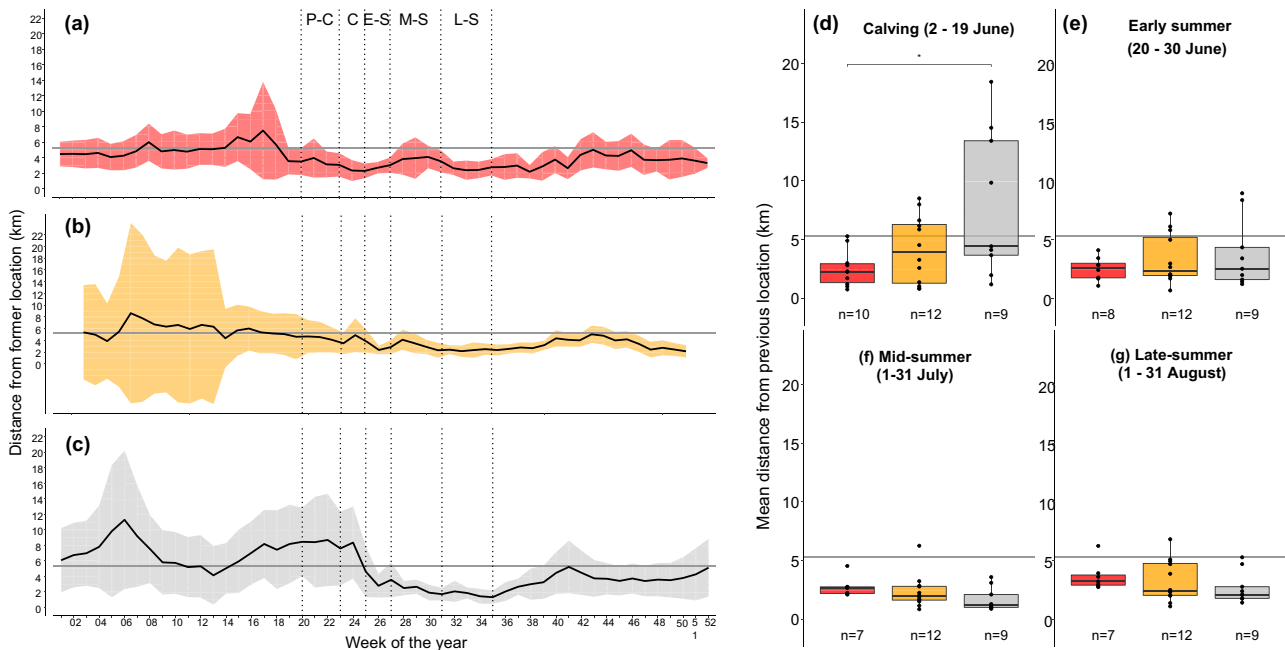 Distance from former location (km)
(a)
P-C C E-S M-S L-S
22
20
18
16
14
12
10
8
6
4
2
0
(b)
22
20
18
16
14
12
10
8
6
4
2
0
(c)
22
20
18
16
14
12
10
8
6
4
2
0
02 04 06 08 10 12 14 16 18 20 22 24 26 28 30 32 34 36 38 40 42 44 46 48 50 5 52
1
Week of the year
Mean distance from previous location (km)
(d)
Calving (2 - 19 June)
*
20
15
10
5
0
n=10 n=12 n=9
(e)
Early summer
(20 - 30 June)
20
15
10
5
0
n=8 n=12 n=9
(f) Mid-summer
(1-31 July)
20
15
10
5
0
n=7 n=12 n=9
(g) Late-summer
(1 - 31 August)
20
15
10
5
0
n=7 n=12 n=9